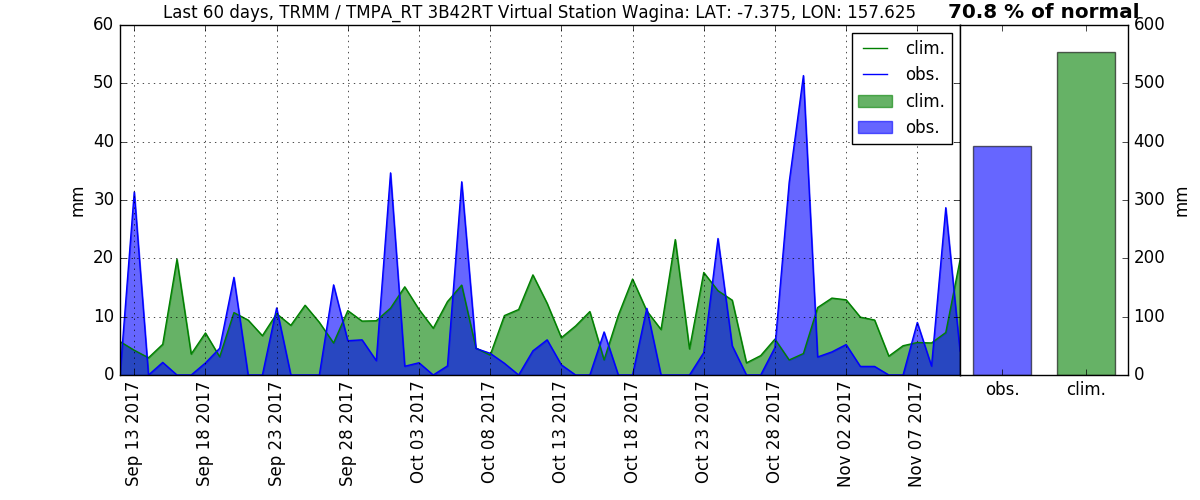 Last 60 days, TRMM / TMPA_RT 3B42RT Virtual Station Wagina: LAT: -7.375, LON: 157.625
70.8 % of normal
60
50
40
30
20
10
0
mm
clim.
obs.
clim.
obs.
600
500
400
300
200
100
0
mm
obs.
clim.
Sep 13 2017
Sep 18 2017
Sep 23 2017
Sep 28 2017
Oct 03 2017
Oct 08 2017
Oct 13 2017
Oct 18 2017
Oct 23 2017
Oct 28 2017
Nov 02 2017
Nov 07 2017